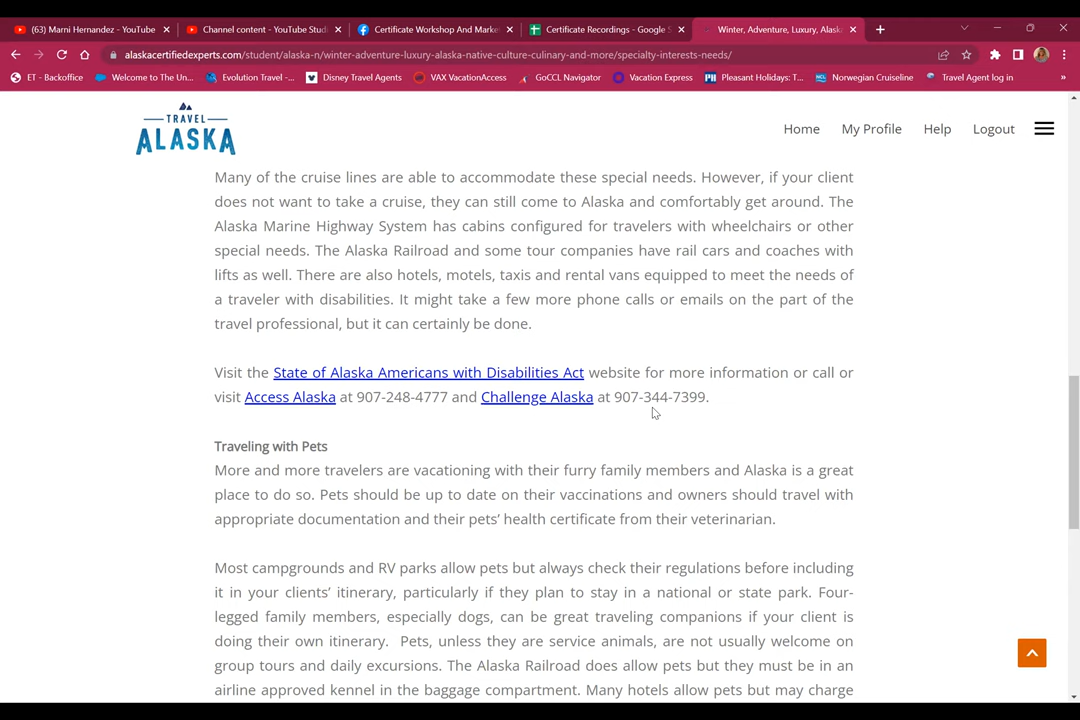 (63) Marni Hernandez - YouTube
Channel content - YouTube Stud
Certificate Workshop And Marke
Certificate Recordings - Google S
Winter, Adventure, Luxury, Alask
alaskacertifiedexperts.com/student/alaska-n/winter-adventure-luxury-alaska-native-culture-culinary-and-more/specialty-interests-needs/
ET - Backoffice
Welcome to The Un...
Evolution Travel -...
Disney Travel Agents
VAX VacationAccess
GoCCL Navigator
Vacation Express
Pleasant Holidays: T...
Norwegian Cruiseline
Travel Agent log in
TRAVEL
ALASKA
Home
My Profile
Help
Logout
Many of the cruise lines are able to accommodate these special needs. However, if your client
does not want to take a cruise, they can still come to Alaska and comfortably get around. The
Alaska Marine Highway System has cabins configured for travelers with wheelchairs or other
special needs. The Alaska Railroad and some tour companies have rail cars and coaches with
lifts as well. There are also hotels, motels, taxis and rental vans equipped to meet the needs of
a traveler with disabilities. It might take a few more phone calls or emails on the part of the
travel professional, but it can certainly be done.
Visit the State of Alaska Americans with Disabilities Act website for more information or call or
visit Access Alaska at 907-248-4777 and Challenge Alaska at 907-344-7399.
Traveling with Pets
More and more travelers are vacationing with their furry family members and Alaska is a great
place to do so. Pets should be up to date on their vaccinations and owners should travel with
appropriate documentation and their pets' health certificate from their veterinarian.
Most campgrounds and RV parks allow pets but always check their regulations before including
it in your clients' itinerary, particularly if they plan to stay in a national or state park. Four-
legged family members, especially dogs, can be great traveling companions if your client is
doing their own itinerary. Pets, unless they are service animals, are not usually welcome on
group tours and daily excursions. The Alaska Railroad does allow pets but they must be in an
airline approved kennel in the baggage compartment. Many hotels allow pets but may charge